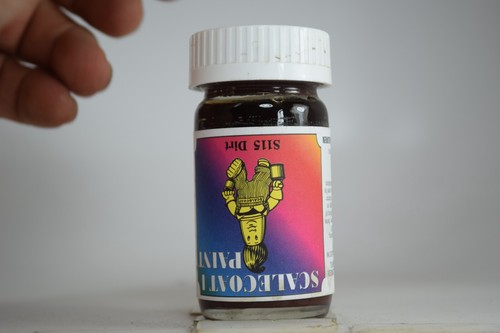 SCALECOAT I
PAINT
S115 Dirt